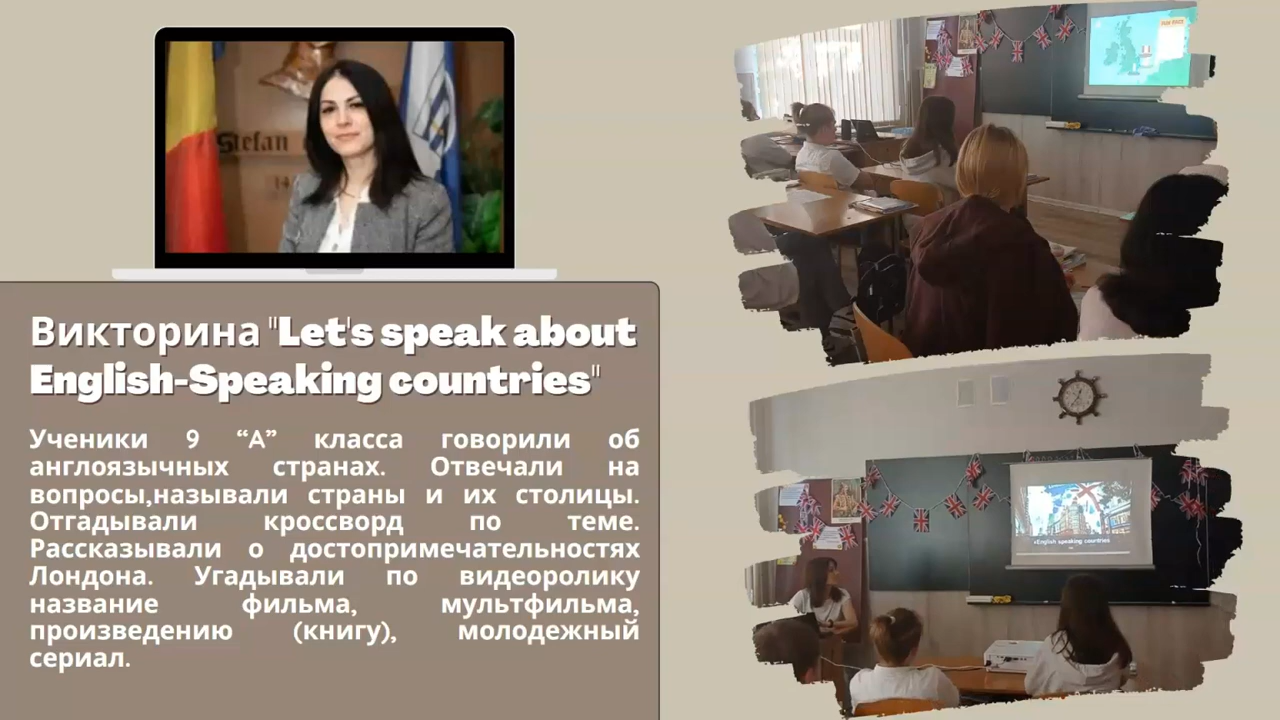 Stefan
Викторина "Let's speak about
English-Speaking countries"
Ученики 9 “А” класса говорили об
англоязычных странах. Отвечали на
вопросы,называли страны и их столицы.
Отгадывали кроссворд по теме.
Рассказывали о достопримечательностях
Лондона. Угадывали по видеоролику
название фильма, мультфильма,
произведению (книгу), молодежный
сериал.
«English speaking countries